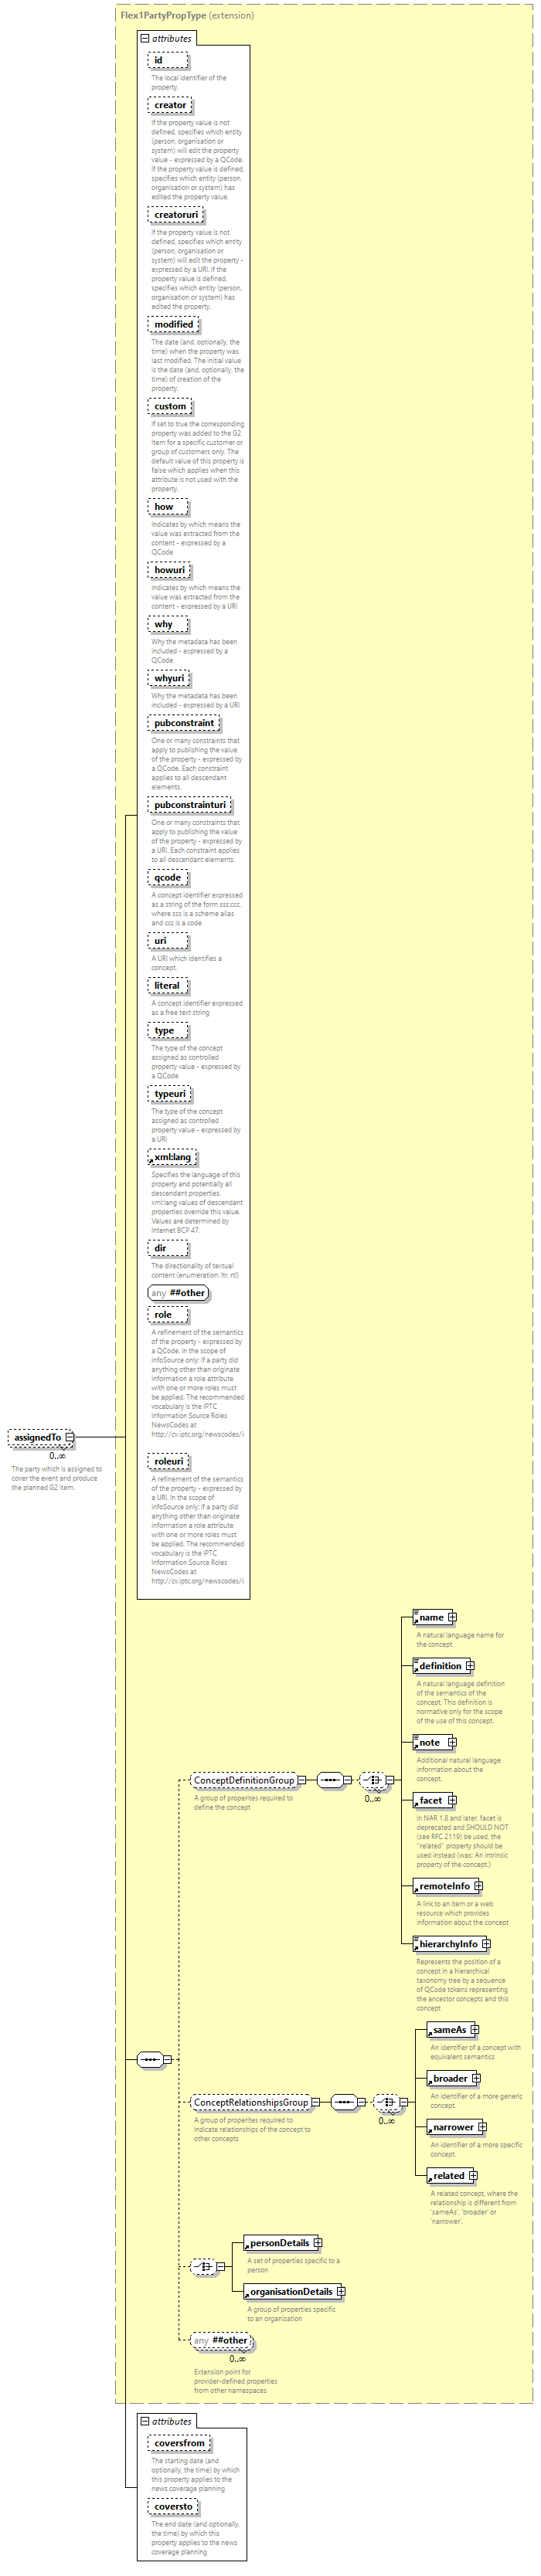 Flex1PartyPropType (extension)
attributes
id
The local identifier of the
property.
creator
If the property value is not
defined, specifies which entity
(person, organisation or
system) will edit the property
value - expressed by a QCode.
If the property value is defined,
specifies which entity (person,
organisation or system) has
edited the property value.
creatoruri
If the property value is not
defined, specifies which entity
(person, organisation or
system) will edit the property -
expressed by a URI. If the
property value is defined,
specifies which entity (person,
organisation or system) has
edited the property.
modified
The date (and, optionally, the
time) when the property was
last modified. The initial value
is the date (and, optionally, the
time) of creation of the
property.
custom
If set to true the corresponding
property was added to the G2
Item for a specific customer or
group of customers only. The
default value of this property is
false which applies when this
attribute is not used with the
property.
how
Indicates by which means the
value was extracted from the
content - expressed by a
QCode
howuri
Indicates by which means the
value was extracted from the
content - expressed by a URI
why
Why the metadata has been
included - expressed by a
QCode
whyuri
Why the metadata has been
included - expressed by a URI
pubconstraint
One or many constraints that
apply to publishing the value
of the property - expressed by
a QCode. Each constraint
applies to all descendant
elements.
pubconstrainturi
One or many constraints that
apply to publishing the value
of the property - expressed by
a URI. Each constraint applies
to all descendant elements.
qcode
A concept identifier expressed
as a string of the form sss:ccc,
where sss is a scheme alias
and ccc is a code
uri
A URI which identifies a
concept.
literal
A concept identifier expressed
as a free text string
type
The type of the concept
assigned as controlled
property value - expressed by
a QCode
typeuri
The type of the concept
assigned as controlled
property value - expressed by
a URI
xml:lang
Specifies the language of this
property and potentially all
descendant properties.
xml:lang values of descendant
properties override this value.
Values are determined by
Internet BCP 47.
dir
The directionality of textual
content (enumeration: ltr, rtl)
any ##other
role
A refinement of the semantics
of the property - expressed by
a QCode. In the scope of
infoSource only: If a party did
anything other than originate
information a role attribute
with one or more roles must
be applied. The recommended
vocabulary is the IPTC
Information Source Roles
NewsCodes at
http://cv.iptc.org/newscodes/i
roleuri
A refinement of the semantics
of the property - expressed by
a URI. In the scope of
infoSource only: If a party did
anything other than originate
information a role attribute
with one or more roles must
be applied. The recommended
vocabulary is the IPTC
Information Source Roles
NewsCodes at
http://cv.iptc.org/newscodes/i
assignedTo
0..∞
The party which is assigned to
cover the event and produce
the planned G2 item.
ConceptDefinitionGroup
A group of properites required to
define the concept
0..∞
name
A natural language name for
the concept.
definition
A natural language definition
of the semantics of the
concept. This definition is
normative only for the scope
of the use of this concept.
note
Additional natural language
information about the
concept.
facet
In NAR 1.8 and later, facet is
deprecated and SHOULD NOT
(see RFC 2119) be used, the
"related" property should be
used instead (was: An intrinsic
property of the concept.)
remoteInfo
A link to an item or a web
resource which provides
information about the concept
hierarchyInfo
Represents the position of a
concept in a hierarchical
taxonomy tree by a sequence
of QCode tokens representing
the ancestor concepts and this
concept
ConceptRelationshipsGroup
A group of properites required to
indicate relationships of the concept to
other concepts
0..∞
sameAs
An identifier of a concept with
equivalent semantics
broader
An identifier of a more generic
concept.
narrower
An identifier of a more specific
concept.
related
A related concept, where the
relationship is different from
'sameAs', 'broader' or
'narrower'.
personDetails
A set of properties specific to a
person
organisationDetails
A group of properties specific
to an organisation
any ##other
0..∞
Extension point for
provider-defined properties
from other namespaces
attributes
coversfrom
The starting date (and
optionally, the time) by which
this property applies to the
news coverage planning
coversto
The end date (and optionally,
the time) by which this
property applies to the news
coverage planning